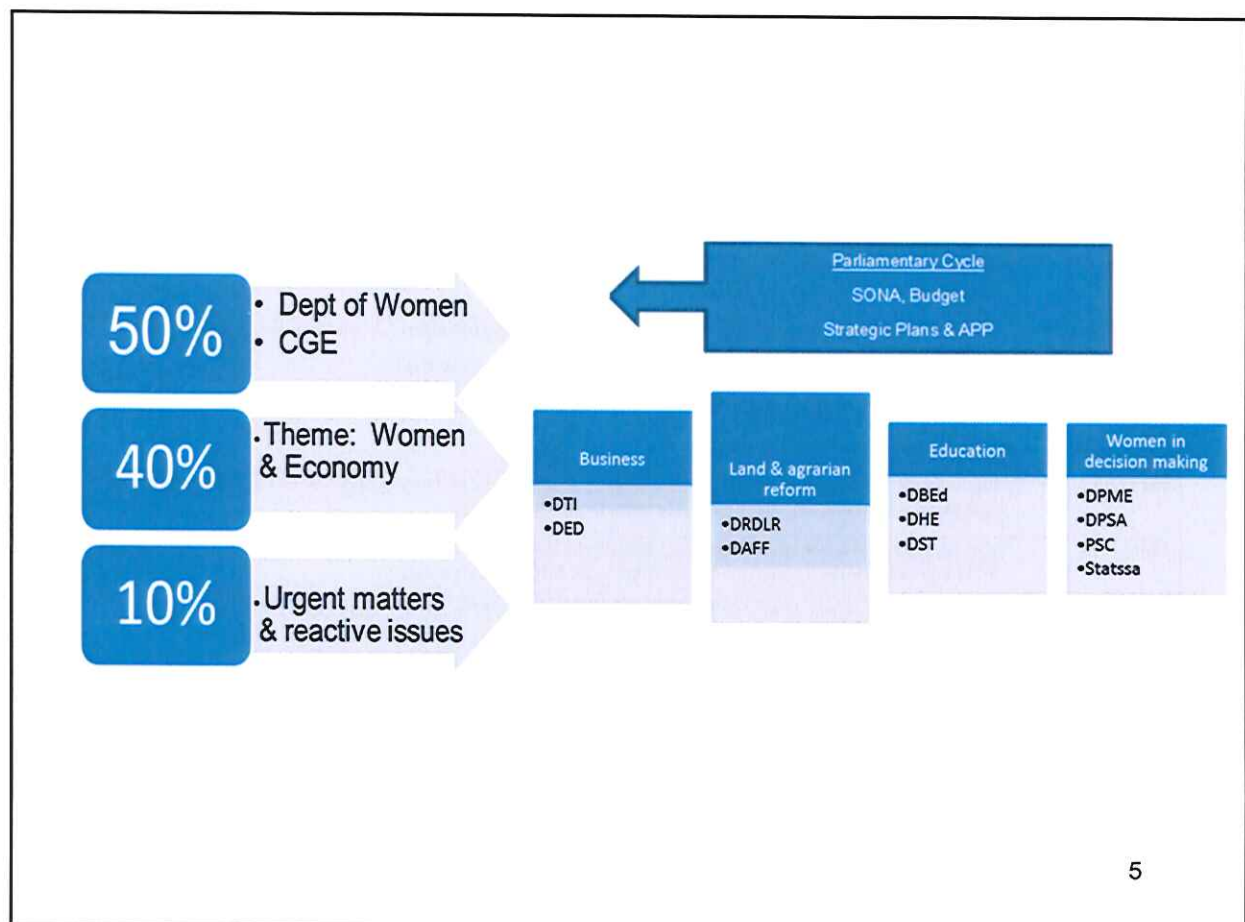 50%
• Dept of Women
• CGE
Parliamentary Cycle
SONA, Budget
Strategic Plans & APP
40%
• Theme: Women
& Economy
Business
•DTI
•DED
Land & agrarian
reform
•DRDLR
•DAFF
Education
•DBEd
•DHE
•DST
Women in
decision making
•DPME
•DPSA
•PSC
•Statssa
10%
• Urgent matters
& reactive issues
5